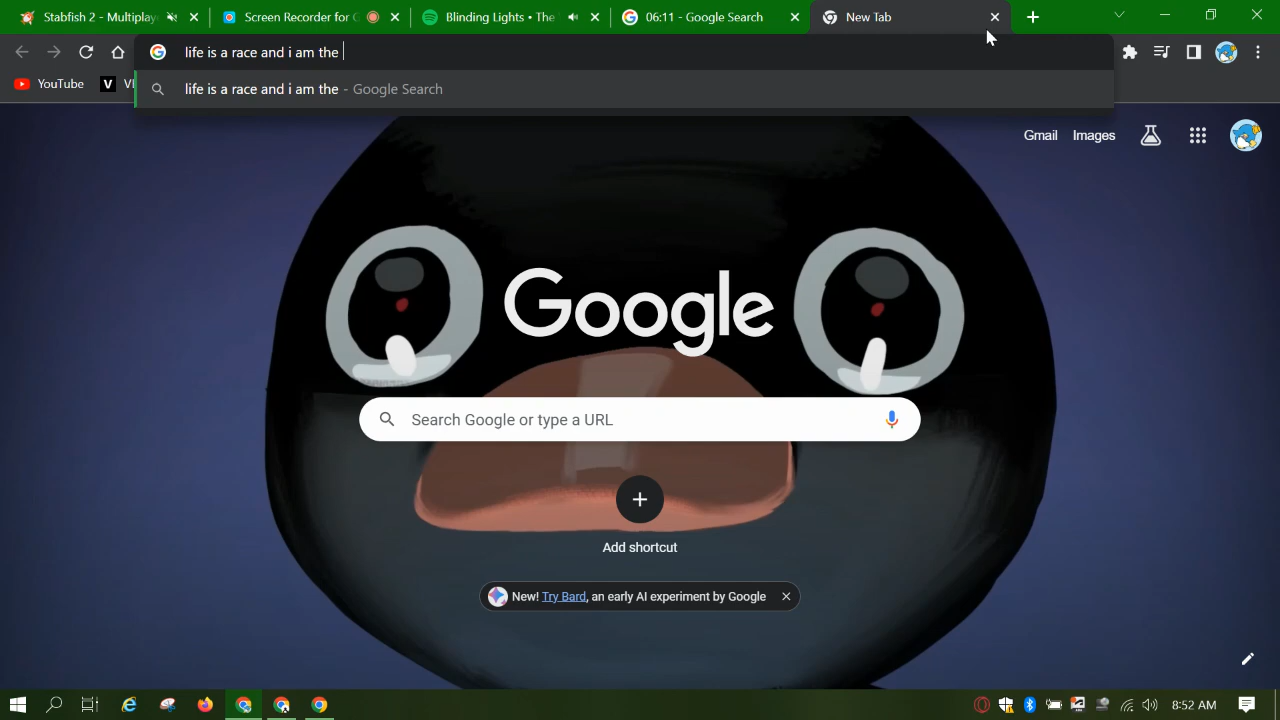 Stabfish 2 - Multiplaye
Screen Recorder for G
Blinding Lights • The
06:11 - Google Search
New Tab
life is a race and i am the
YouTube
V
life is a race and i am the - Google Search
Gmail
Images
Google
Search Google or type a URL
Add shortcut
New! Try Bard, an early AI experiment by Google
8:52 AM